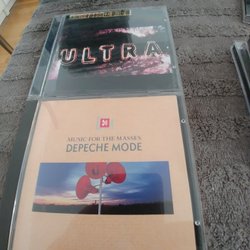 ULTRA
MUSIC FOR THE MASSES
DEPECHE MODE